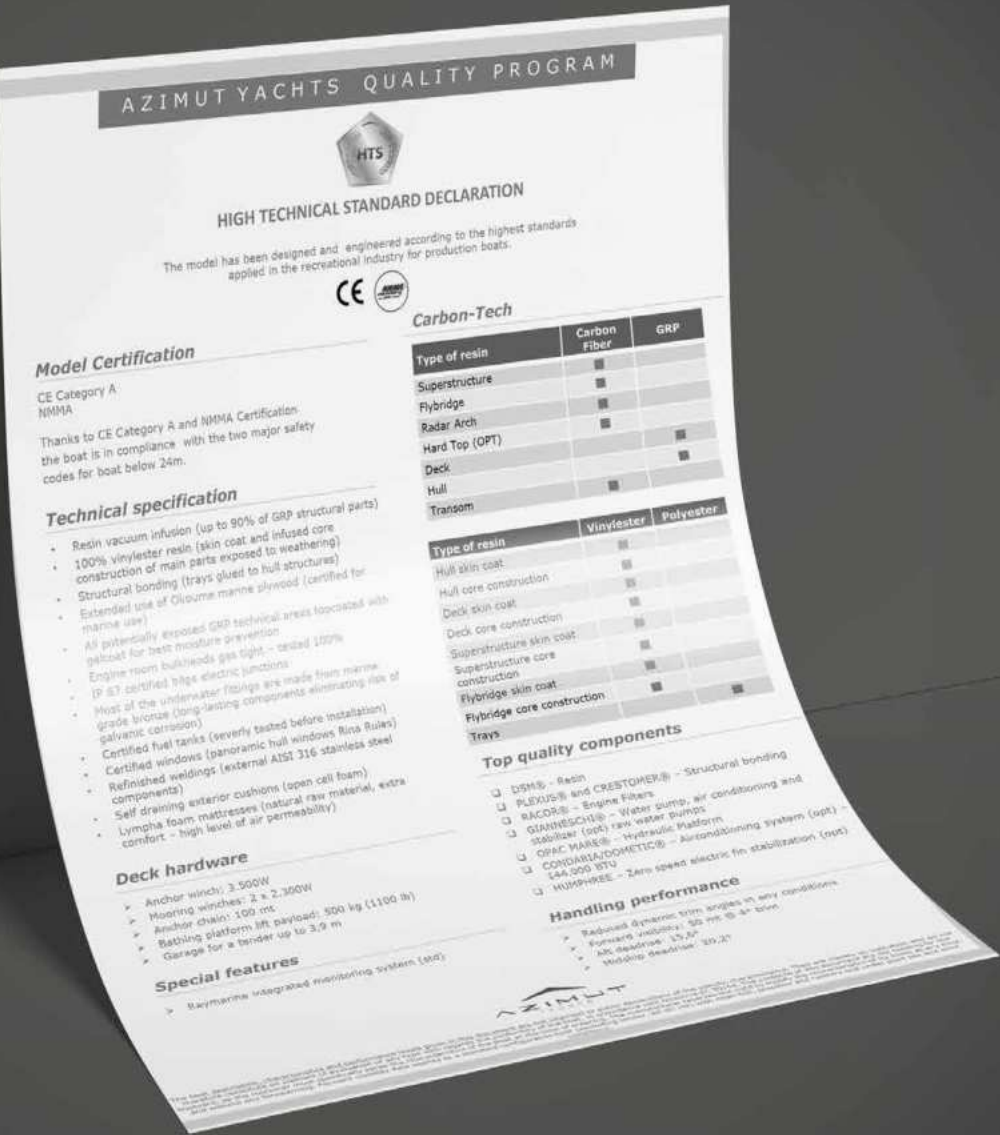 AZIMUT YACHTS QUALITY PROGRAM
HTS
HIGH TECHNICAL STANDARD DECLARATION
The model has been designed and engineered according to the highest standards
applied in the recreational industry for production boats.
CE
Model Certification
CE Category A
NMMA
Thanks to CE Category A and NMMA Certification
the boat is in compliance with the two major safety
codes for boat below 24m.
Technical specification
• Resin vacuum infusion (up to 90% of GRP structural parts)
• 100% vinylester resin (skin coat and infused core
construction of main parts exposed to weathering)
• Structural bonding (trays glued to hull structures)
• Extended use of Okoume marine plywood (certified for
marine use)
• All potentially exposed GRP technical areas topcoated with
gelcoat for best moisture prevention
• Engine room bulkheads gas tight – tested 100%
• IP 67 certified bilge electric junctions
• Most of the underwater fittings are made from marine
grade bronze (long-lasting components eliminating risk of
galvanic corrosion)
• Certified fuel tanks (severly tested before installation)
• Certified windows (panoramic hull windows Rina Rules)
• Refinished weldings (external AISI 316 stainless steel
components)
• Self draining exterior cushions (open cell foam)
• Lympha foam mattresses (natural raw material, extra
comfort – high level of air permeability)
Deck hardware
➢ Anchor winch: 3.500W
➢ Mooring winches: 2 x 2,300W
➢ Anchor chain: 100 mt
➢ Bathing platform lift payload: 500 kg (1100 lb)
➢ Garage for a tender up to 3,9 m
Special features
➢ Raymarine integrated monitoring system (std)
Carbon-Tech
Type of resin Carbon Fiber GRP
Superstructure ■
Flybridge ■
Radar Arch ■
Hard Top (OPT) ■
Deck ■
Hull ■
Transom ■
Type of resin Vinylester Polyester
Hull skin coat ■
Hull core construction ■
Deck skin coat ■
Deck core construction ■
Superstructure skin coat ■
Superstructure core
construction ■
Flybridge skin coat ■
Flybridge core construction ■
Trays ■
Top quality components
❑ DSM® – Resin
❑ PLEXUS® and CRESTOMER® – Structural bonding
❑ RACOR® – Engine Filters
❑ GIANNESCHI® – Water pump, air conditioning and
stabilizer (opt) raw water pumps
❑ OPAC MARE® – Hydraulic Platform
❑ CONDARIA/DOMETIC® – Airconditioning system (opt) –
144.000 BTU
❑ HUMPHREE – Zero speed electric fin stabilization (opt)
Handling performance
➢ Reduced dynamic trim angles in any conditions
➢ Forward visibility: 50 mt @ 4° trim
➢ Aft deadrise: 15,6°
➢ Midship deadrise: 20,2°
AZIMUT